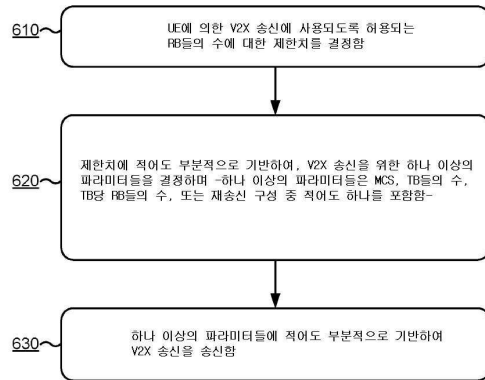 610
UE에 의한 V2X 송신에 사용되도록 허용되는
RB들의 수에 대한 제한치를 결정함
620
제한치에 적어도 부분적으로 기반하여, V2X 송신을 위한 하나 이상의
파라미터들을 결정하며 -하나 이상의 파라미터들은 MCS, TB들의 수,
TB당 RB들의 수, 또는 재송신 구성 중 적어도 하나를 포함함-
630
하나 이상의 파라미터들에 적어도 부분적으로 기반하여
V2X 송신을 송신함